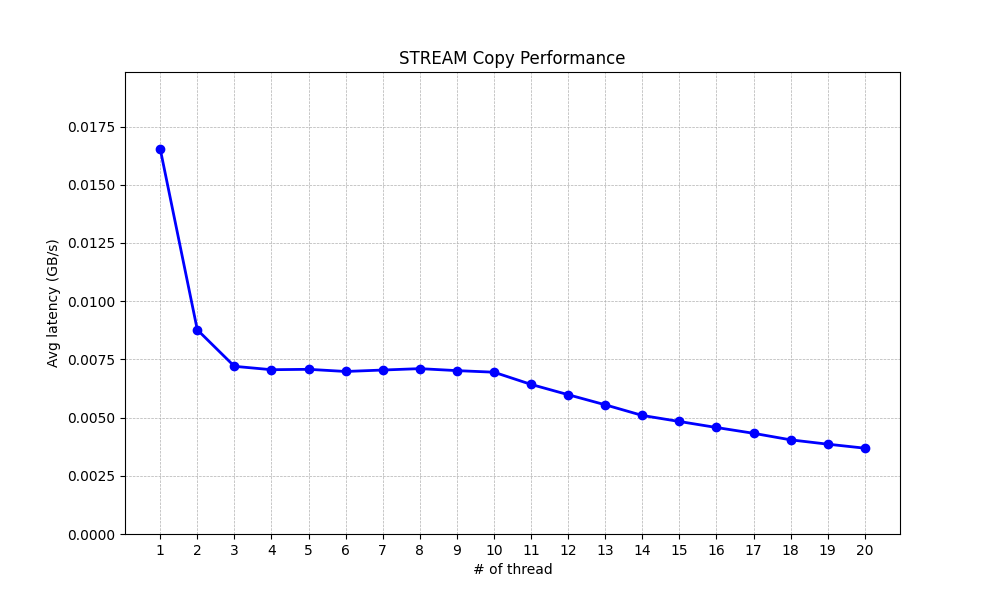 STREAM Copy Performance
Avg latency (GB/s)
0.0175
0.0150
0.0125
0.0100
0.0075
0.0050
0.0025
0.0000
1 2 3 4 5 6 7 8 9 10 11 12 13 14 15 16 17 18 19 20
# of thread